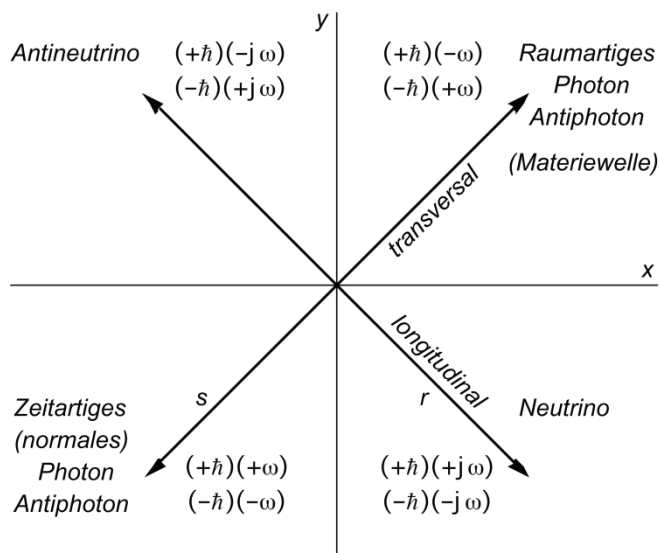 y
Antineutrino
(+ħ)(−j ω)
(−ħ)(+j ω)
(+ħ)(−ω)
(−ħ)(+ω)
Raumartiges
Photon
Antiphoton
(Materiewelle)
transversal
x
longitudinal
s
r
Zeitartiges
(normales)
Photon
Antiphoton
(+ħ)(+ω)
(−ħ)(−ω)
(+ħ)(+j ω)
(−ħ)(−j ω)
Neutrino